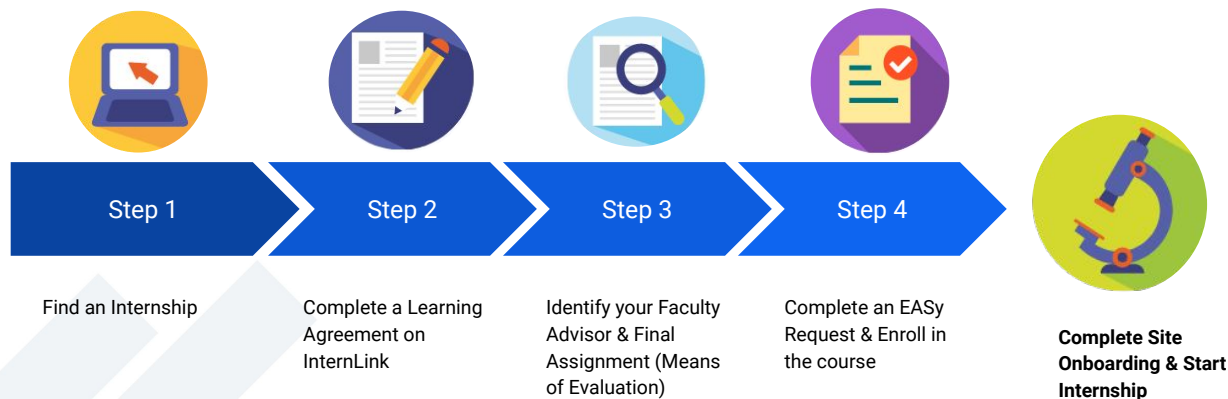 Step 1
Step 2
Step 3
Step 4
Find an Internship
Complete a Learning
Agreement on
InternLink
Identify your Faculty
Advisor & Final
Assignment (Means
of Evaluation)
Complete an EASy
Request & Enroll in
the course
Complete Site
Onboarding & Start
Internship